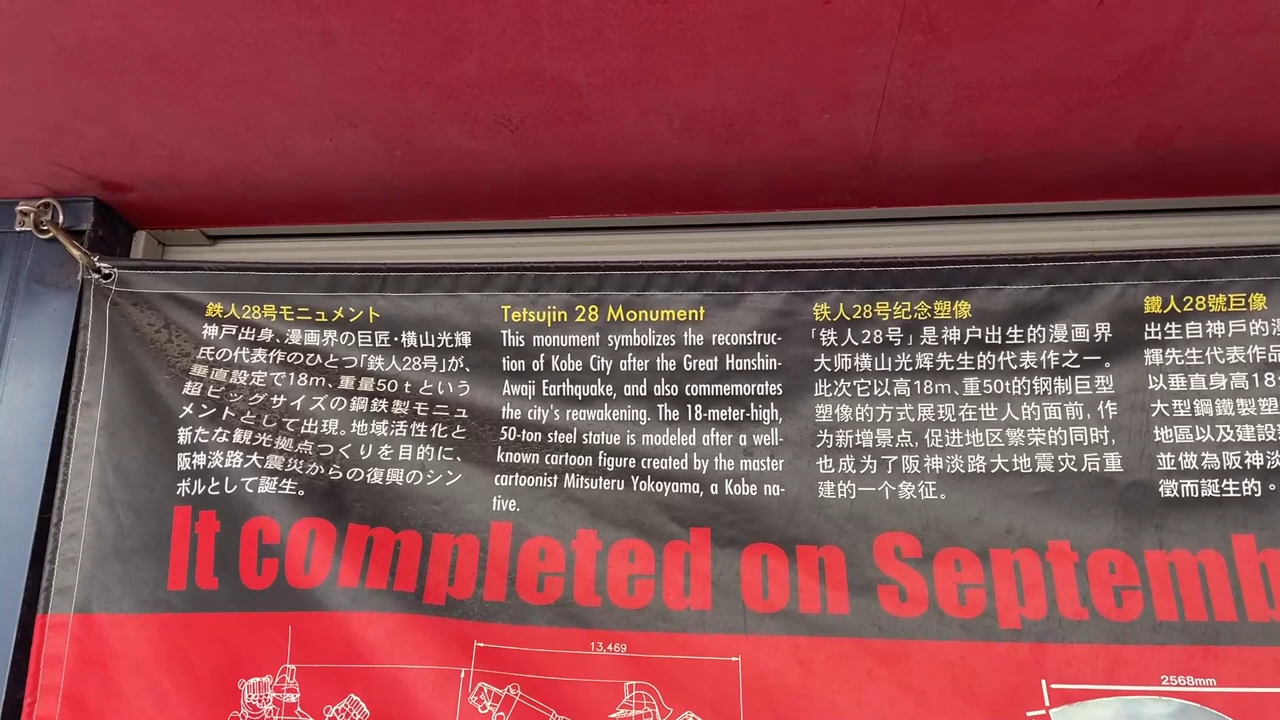 鉄人28号モニュメント
神戸出身、漫画界の巨匠・横山光輝
氏の代表作のひとつ「鉄人28号」が、
垂直設定で18m、重量50ｔという
超ビッグサイズの鋼鉄製モニュ
メントとして出現。地域活性化と
新たな観光拠点づくりを目的に、
阪神淡路大震災からの復興のシン
ボルとして誕生。
Tetsujin 28 Monument
This monument symbolizes the reconstruc-
tion of Kobe City after the Great Hanshin-
Awaji Earthquake, and also commemorates
the city's reawakening. The 18-meter-high,
50-ton steel statue is modeled after a well-
known cartoon figure created by the master
cartoonist Mitsuteru Yokoyama, a Kobe na-
tive.
铁人28号纪念塑像
「铁人28号」是神户出生的漫画界
大师横山光辉先生的代表作之一。
此次它以高18m、重50t的钢制巨型
塑像的方式展现在世人的面前, 作
为新增景点, 促进地区繁荣的同时,
也成为了阪神淡路大地震灾后重
建的一个象征。
鐵人28號巨像
出生自神戶的
輝先生代表作品
以垂直身高18
大型鋼鐵製塑
地區以及建設
並做為阪神淡
徵而誕生的。
It completed on Septemb
13,469
2568mm